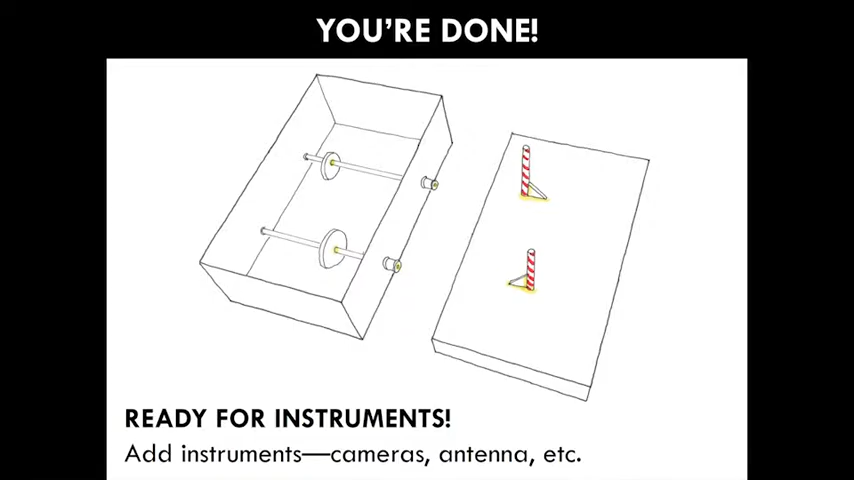 YOU'RE DONE!
READY FOR INSTRUMENTS!
Add instruments—cameras, antenna, etc.